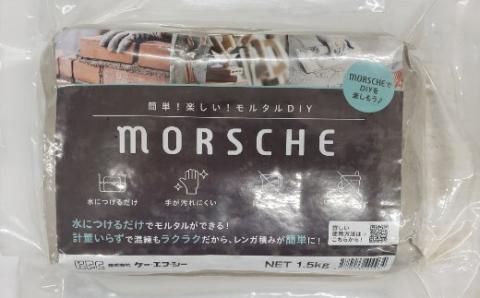 MORSCHEで
DIYを
楽しもう♪
簡単！楽しい！モルタルDIY
MORSCHE
水につけるだけ
手が汚れにくい
水につけるだけでモルタルができる！
計量いらずで混練もラクラクだから、レンガ積みが簡単に！
詳しい
使用方法は
こちらから！
KFC 株式会社 ケー・エフ・シー
NET 1.5kg